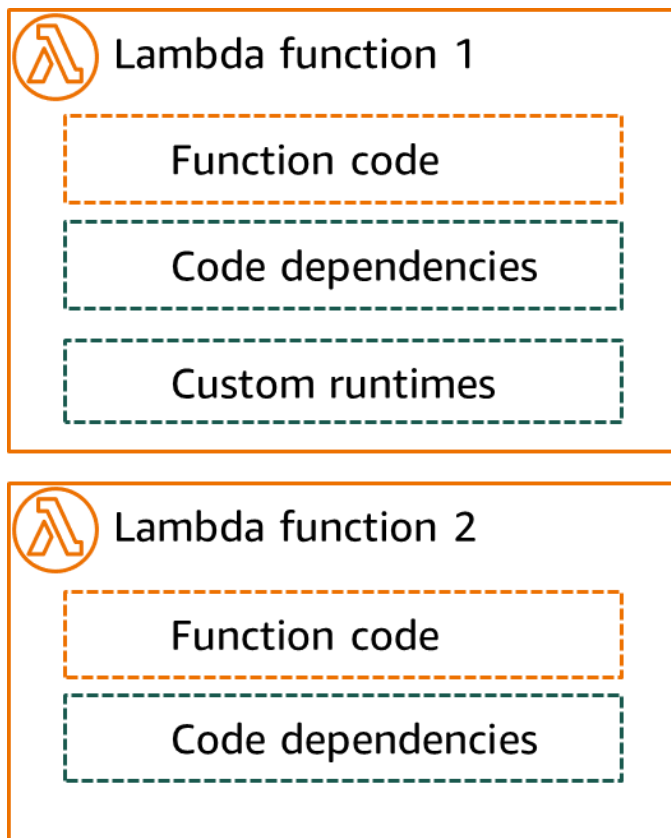 Lambda function 1
Function code
Code dependencies
Custom runtimes
Lambda function 2
Function code
Code dependencies